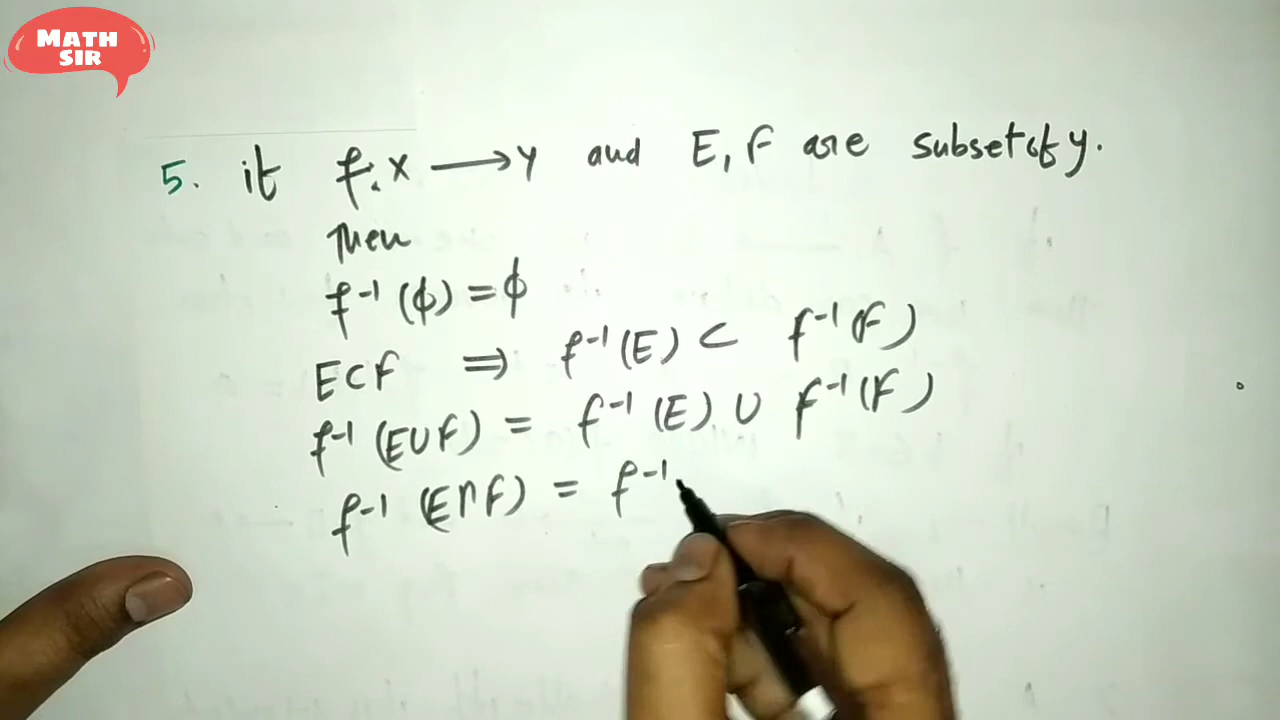 MATH
SIR
5. if f: X ⟶ Y and E, F are subset of Y.
Then
f⁻¹ (ϕ) = ϕ
E⊂F ⇒ f⁻¹(E) ⊂ f⁻¹(F)
f⁻¹ (E∪F) = f⁻¹ (E) ∪ f⁻¹(F)
f⁻¹ (E∩F) = f⁻¹